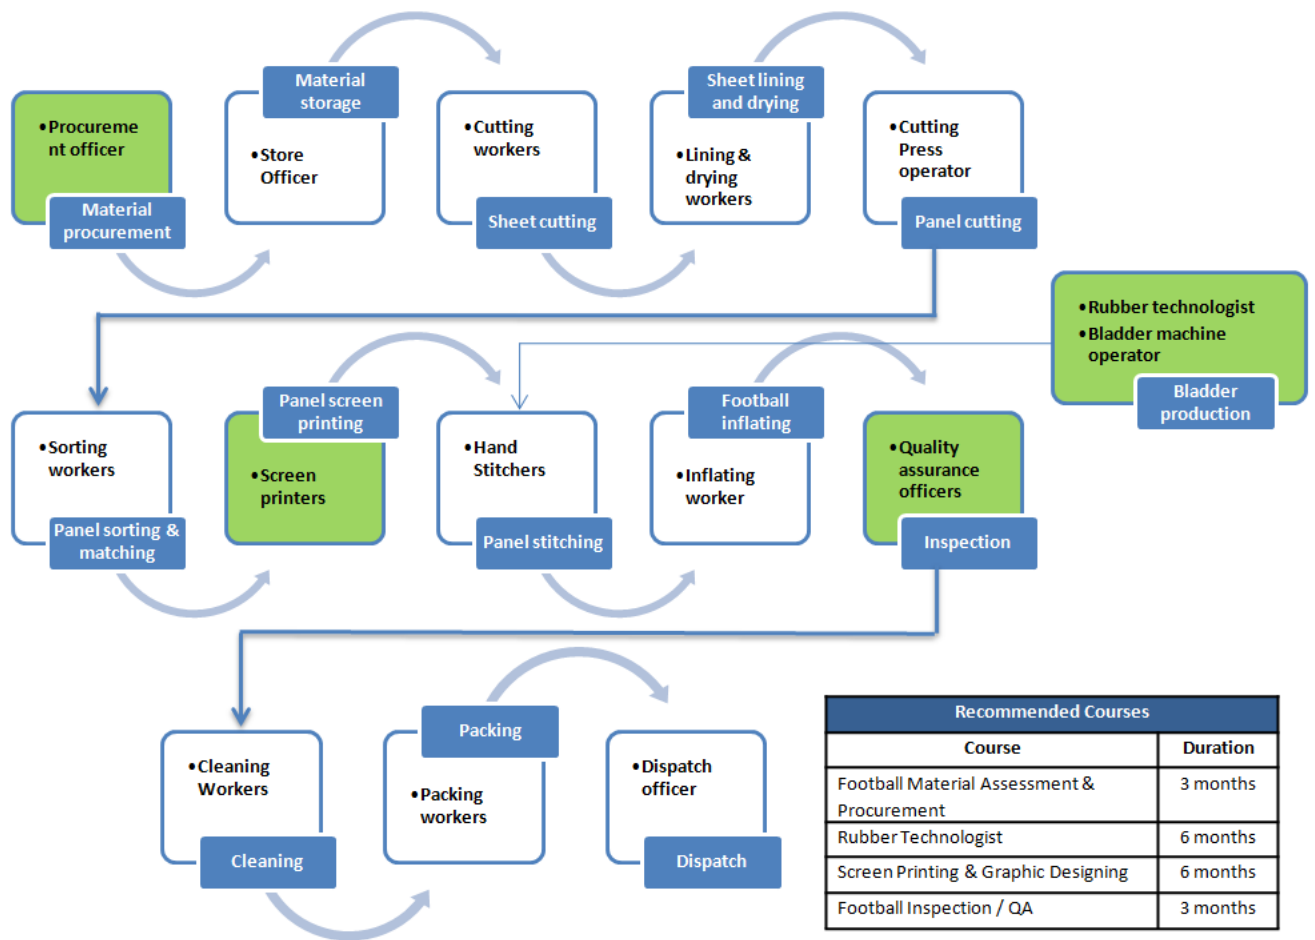 •Procureme
nt officer
Material
procurement
Material
storage
•Store
Officer
•Cutting
workers
Sheet cutting
Sheet lining
and drying
•Lining &
drying
workers
•Cutting
Press
operator
Panel cutting
•Rubber technologist
•Bladder machine
operator
Bladder
production
•Sorting
workers
Panel sorting &
matching
Panel screen
printing
•Screen
printers
•Hand
Stitchers
Panel stitching
Football
inflating
•Inflating
worker
•Quality
assurance
officers
Inspection
•Cleaning
Workers
Cleaning
Packing
•Packing
workers
•Dispatch
officer
Dispatch
Recommended Courses
Course Duration
Football Material Assessment & 3 months
Procurement
Rubber Technologist 6 months
Screen Printing & Graphic Designing 6 months
Football Inspection / QA 3 months